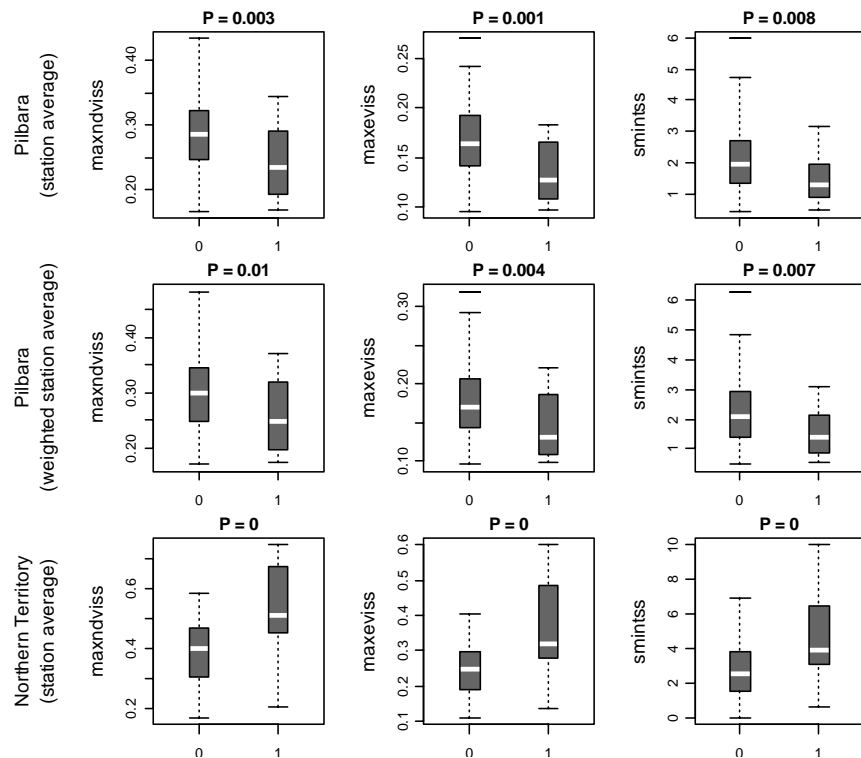 P = 0.003
P = 0.001
P = 0.008
Pilbara
(station average)
maxndviss
0.20
0.30
0.40
0
1
maxeviss
0.10
0.15
0.20
0.25
0
1
smintss
1
2
3
4
5
6
0
1
P = 0.01
P = 0.004
P = 0.007
Pilbara
(weighted station average)
maxndviss
0.20
0.30
0.40
0
1
maxeviss
0.10
0.20
0.30
0
1
smintss
1
2
3
4
5
6
0
1
P = 0
P = 0
P = 0
Northern Territory
(station average)
maxndviss
0.2
0.4
0.6
0
1
maxeviss
0.1
0.2
0.3
0.4
0.5
0.6
0
1
smintss
0
2
4
6
8
10
0
1